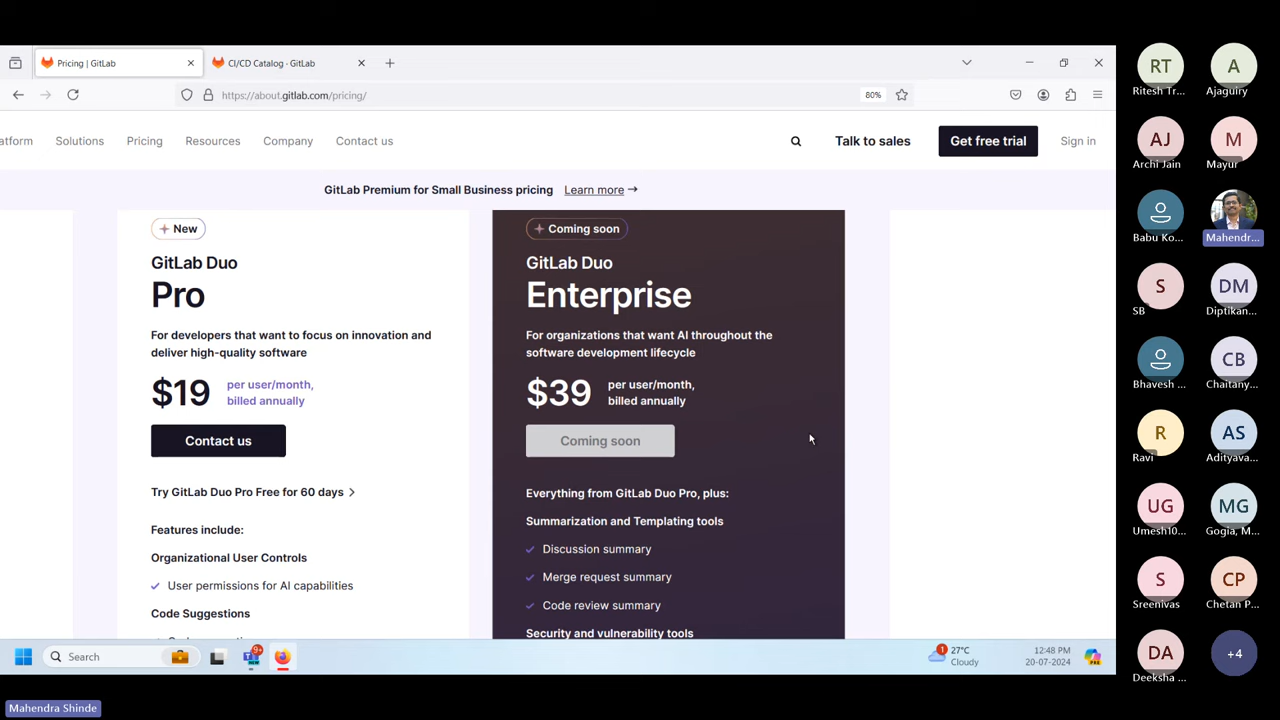 Pricing | GitLab
CI/CD Catalog · GitLab
https://about.gitlab.com/pricing/
80%
atform
Solutions
Pricing
Resources
Company
Contact us
Talk to sales
Get free trial
Sign in
GitLab Premium for Small Business pricing Learn more →
New
GitLab Duo
Pro
For developers that want to focus on innovation and
deliver high-quality software
$19
per user/month,
billed annually
Contact us
Try GitLab Duo Pro Free for 60 days
Features include:
Organizational User Controls
User permissions for AI capabilities
Code Suggestions
Coming soon
GitLab Duo
Enterprise
For organizations that want AI throughout the
software development lifecycle
$39
per user/month,
billed annually
Coming soon
Everything from GitLab Duo Pro, plus:
Summarization and Templating tools
Discussion summary
Merge request summary
Code review summary
Security and vulnerability tools
Search
9+
1
27°C
Cloudy
12:48 PM
20-07-2024
Mahendra Shinde
RT
Ritesh Tr...
A
Ajaguiry
AJ
Archi Jain
M
Mayur
Babu Ko...
Mahendr...
S
SB
DM
Diptikan...
Bhavesh ...
CB
Chaitany...
R
Ravi
AS
Adityava...
UG
Umesh10...
MG
Gogia, M...
S
Sreenivas
CP
Chetan P...
DA
Deeksha ...
+4